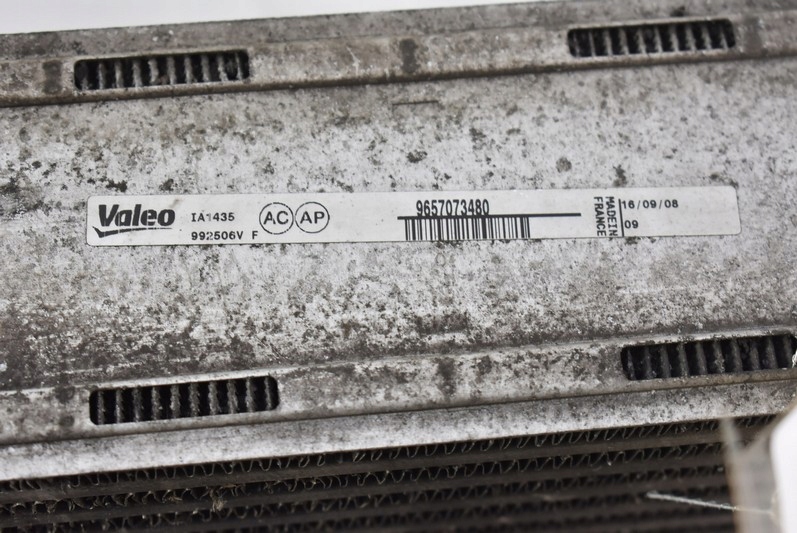 Valeo
IA1435
992506V F
AC AP
9657073480
MADE IN
FRANCE
16/09/08
09